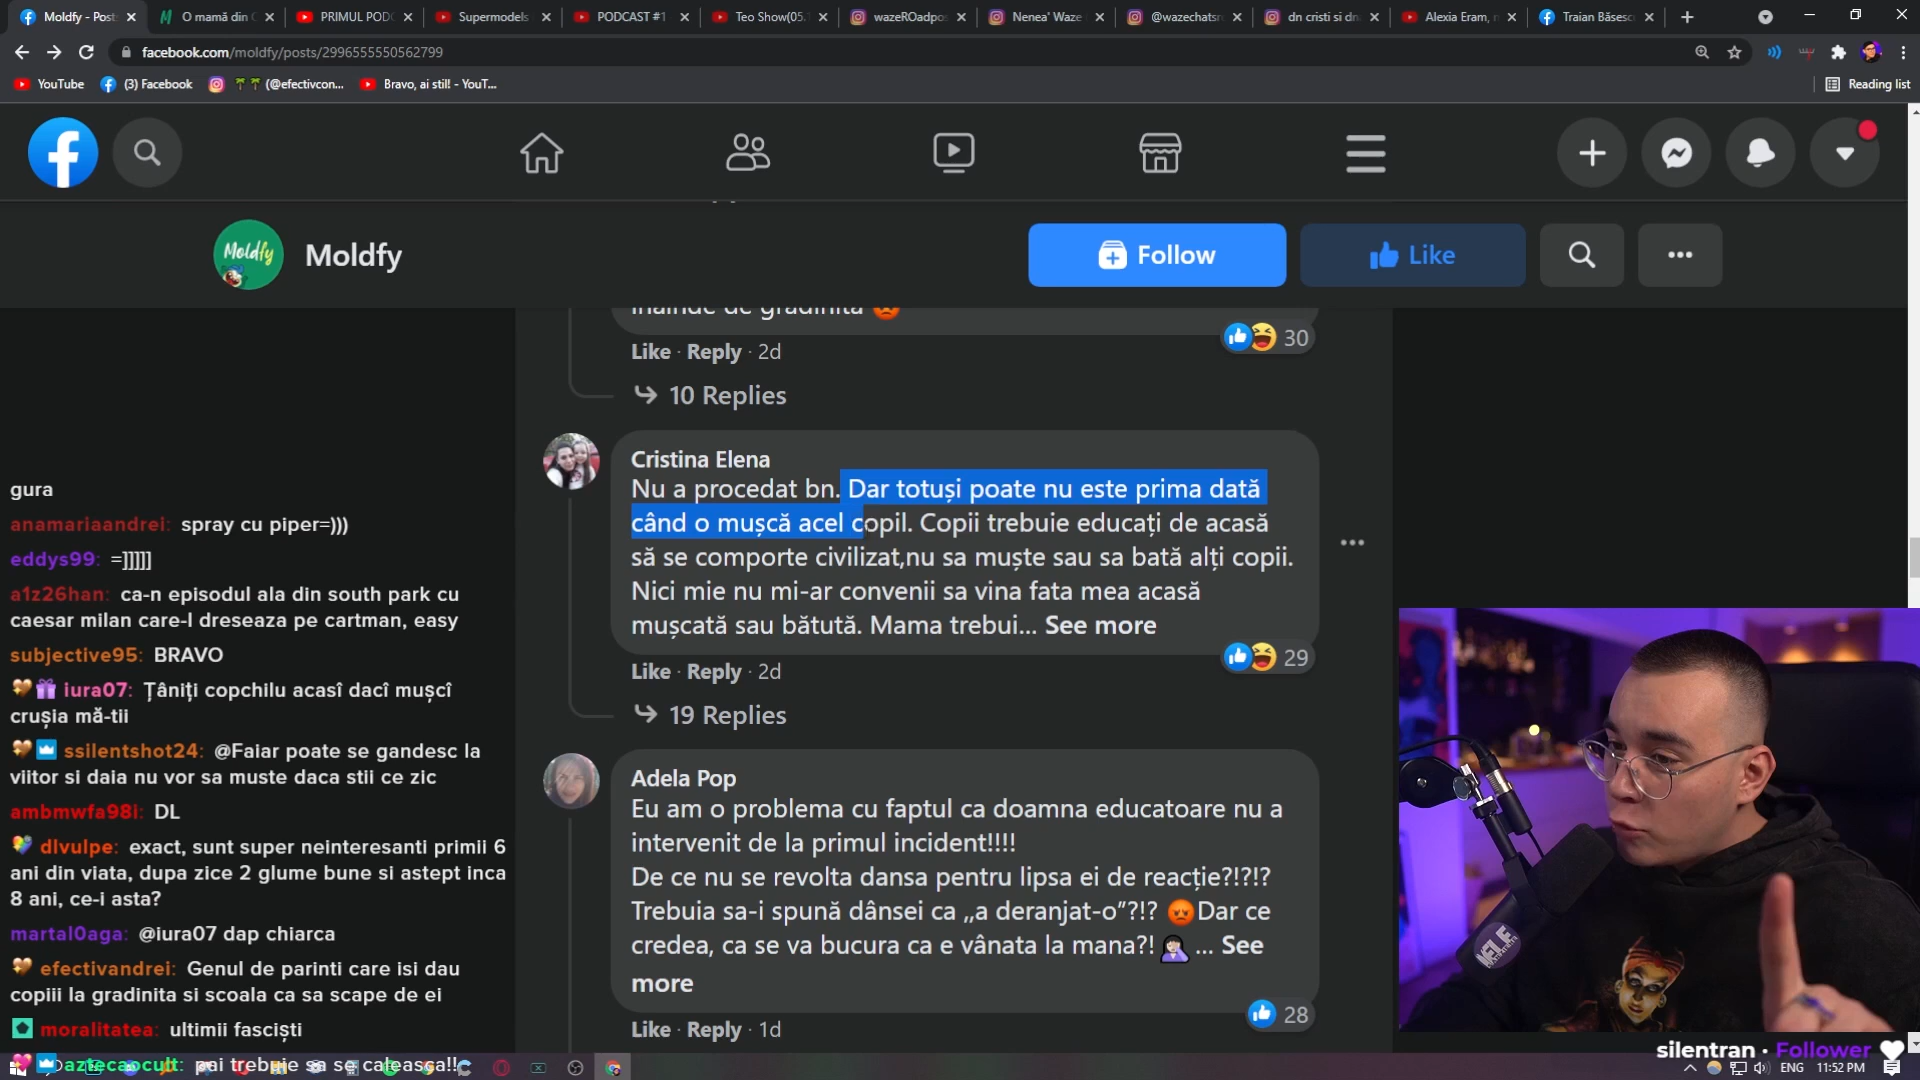 Moldfy - Post:
O mamă din C
PRIMUL POD
Supermodels
PODCAST #1
Teo Show(05.
wazeROadpo
Nenea' Waze
@wazechats
dn cristi si dn
Alexia Eram,
Traian Băsesc
facebook.com/moldfy/posts/2996555550562799
YouTube
(3) Facebook
(@efectivcon...
Bravo, ai stil! - YouT...
Reading list
Moldfy
Moldfy
Follow
Like
inainde de gradinita
30
Like · Reply · 2d
10 Replies
Cristina Elena
Nu a procedat bn. Dar totuși poate nu este prima dată
când o mușcă acel copil. Copii trebuie educați de acasă
să se comporte civilizat,nu sa muște sau sa bată alți copii.
Nici mie nu mi-ar convenii sa vina fata mea acasă
mușcată sau bătută. Mama trebui... See more
29
Like · Reply · 2d
19 Replies
Adela Pop
Eu am o problema cu faptul ca doamna educatoare nu a
intervenit de la primul incident!!!!
De ce nu se revolta dansa pentru lipsa ei de reacție?!?!?
Trebuia sa-i spună dânsei ca ,,a deranjat-o”?!? 😡Dar ce
credea, ca se va bucura ca e vânata la mana?! 🤦🏻‍♀️ ... See
more
28
Like · Reply · 1d
gura
anamariaandrei: spray cu piper=)))
eddys99: =]]]]]
a1z26han: ca-n episodul ala din south park cu
caesar milan care-l dreseaza pe cartman, easy
subjective95: BRAVO
iura07: Țâniți copchilu acasî dacî mușcî
crușia mă-tii
ssilentshot24: @Faiar poate se gandesc la
viitor si daia nu vor sa muste daca stii ce zic
ambmwfa98i: DL
dlvulpe: exact, sunt super neinteresanti primii 6
ani din viata, dupa zice 2 glume bune si astept inca
8 ani, ce-i asta?
martal0aga: @iura07 dap chiarca
efectivandrei: Genul de parinti care isi dau
copiii la gradinita si scoala ca sa scape de ei
moralitatea: ultimii fasciști
aztecaocult: pai trebuie sa se caleasca!!
silentran · Follower
ENG
11:52 PM